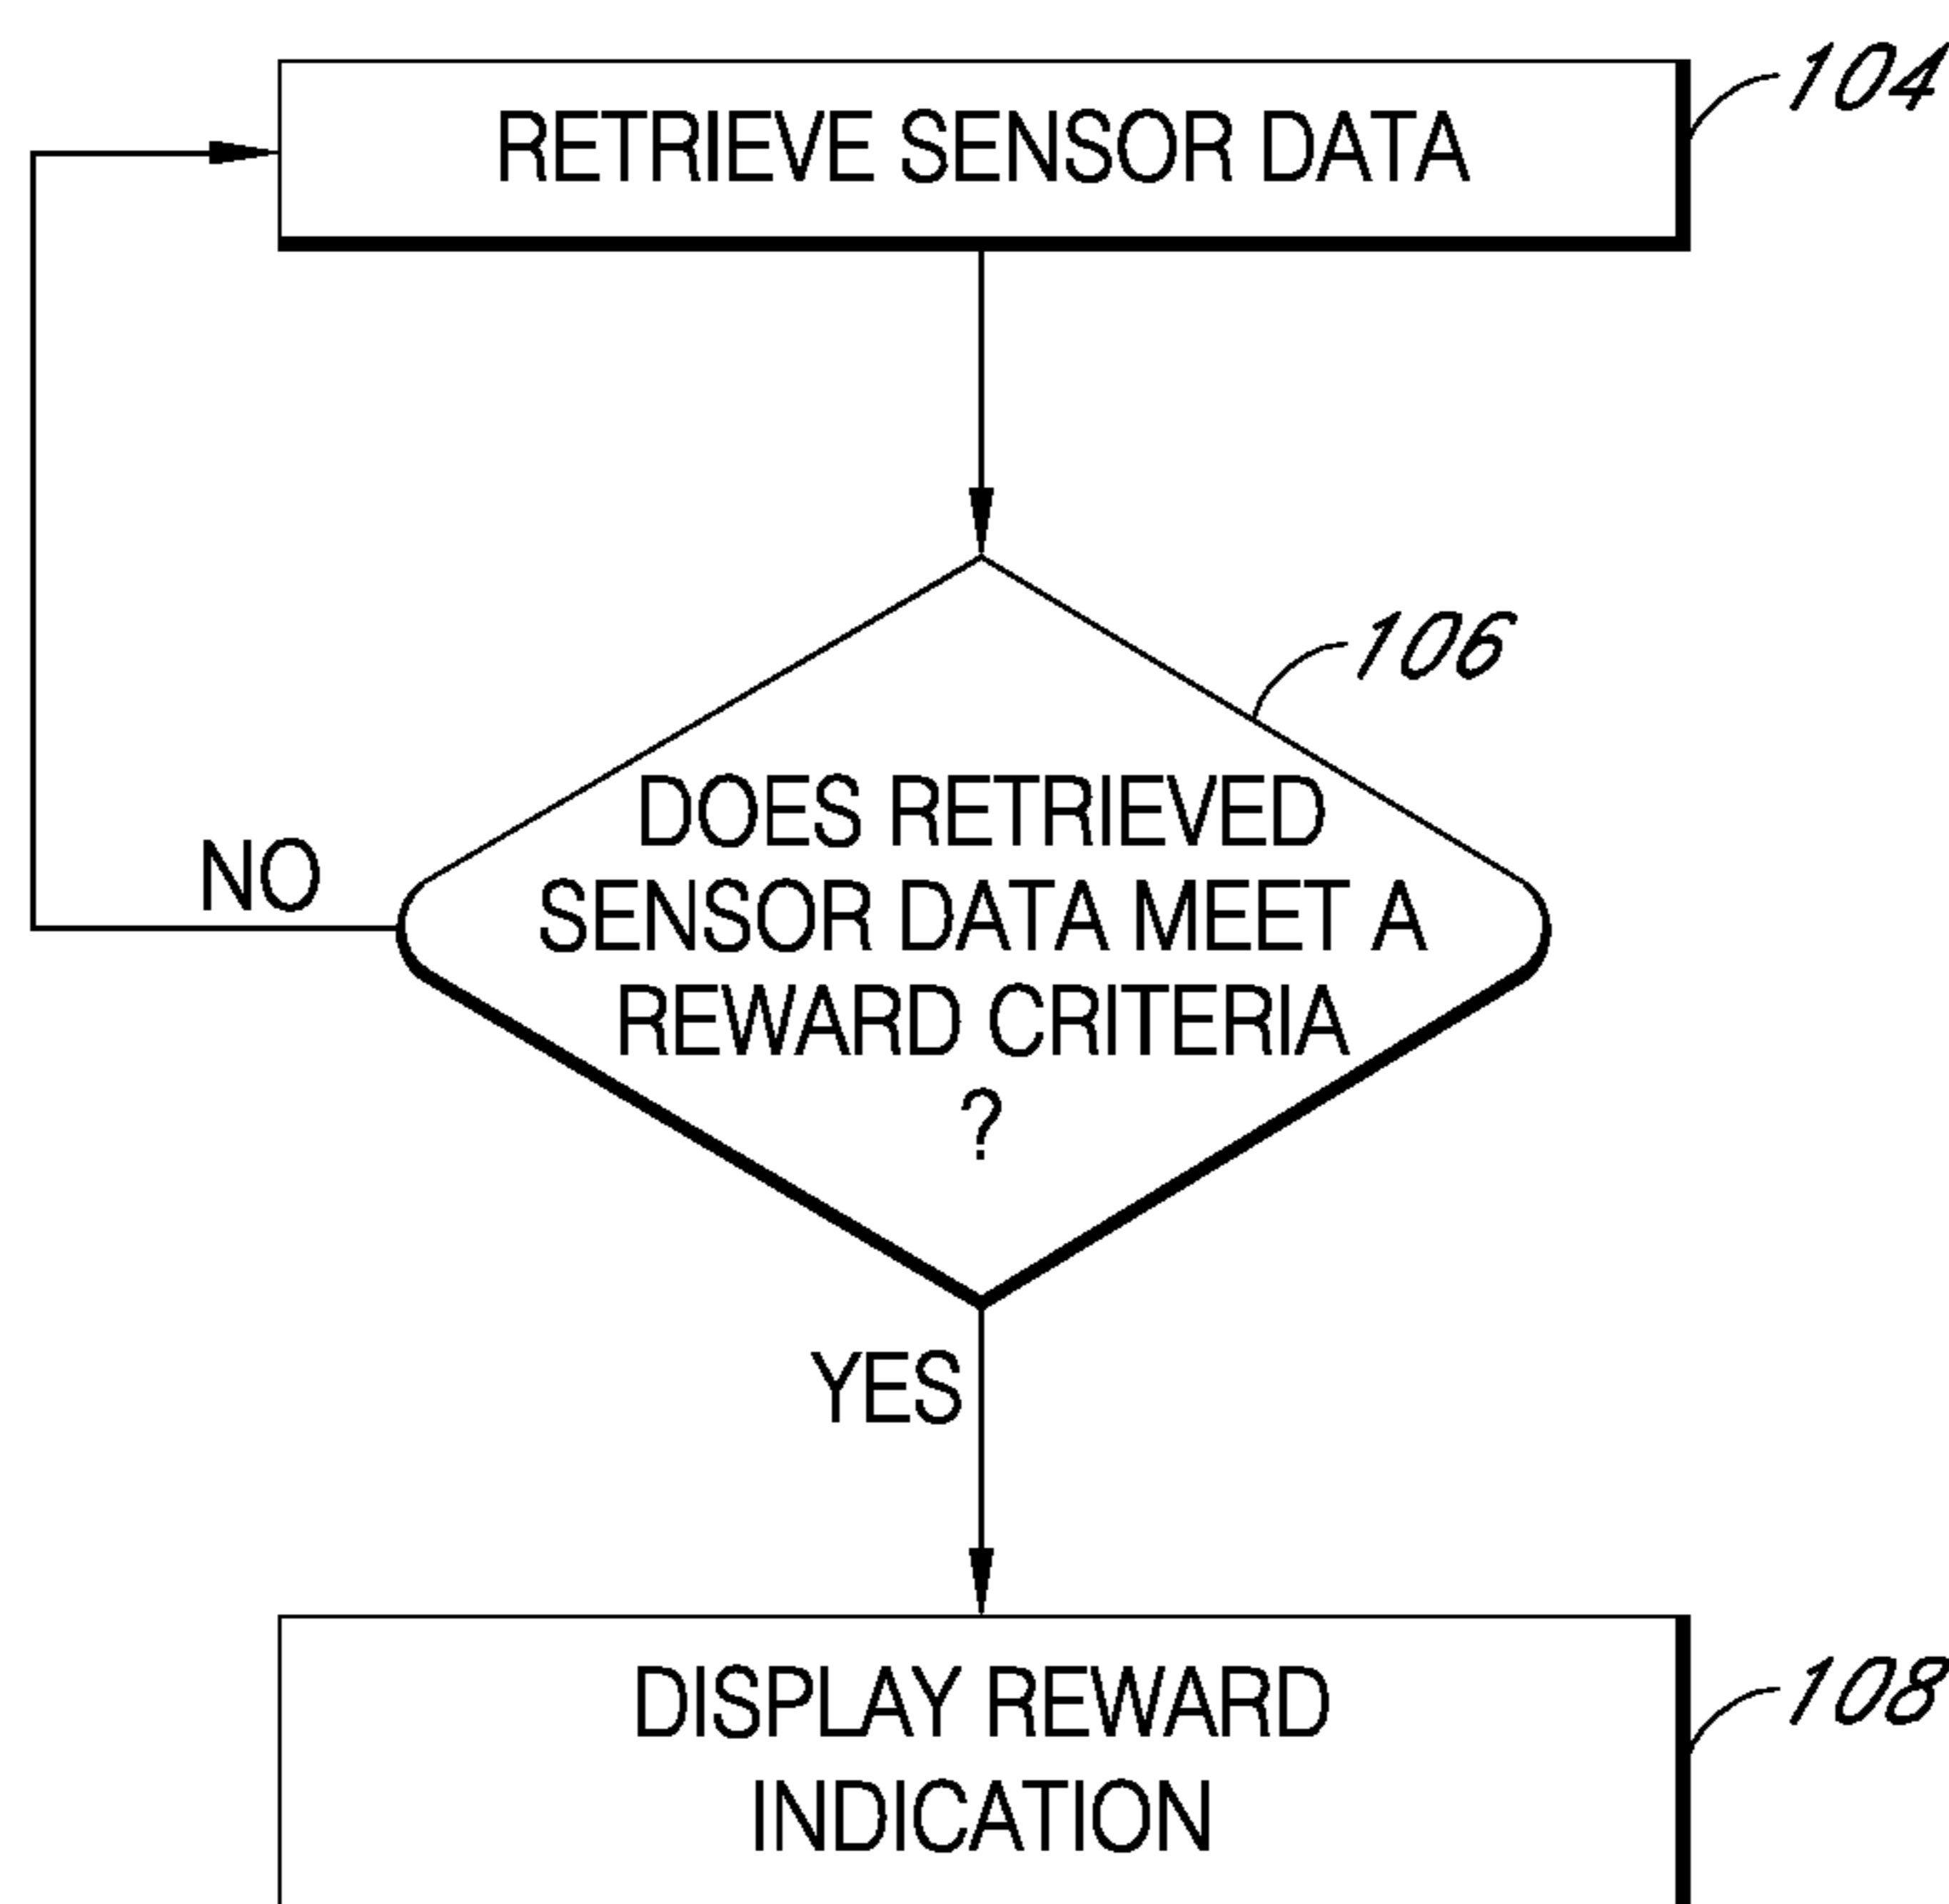 RETRIEVE SENSOR DATA
104
106
DOES RETRIEVED
SENSOR DATA MEET A
REWARD CRITERIA
?
NO
YES
DISPLAY REWARD
INDICATION
108